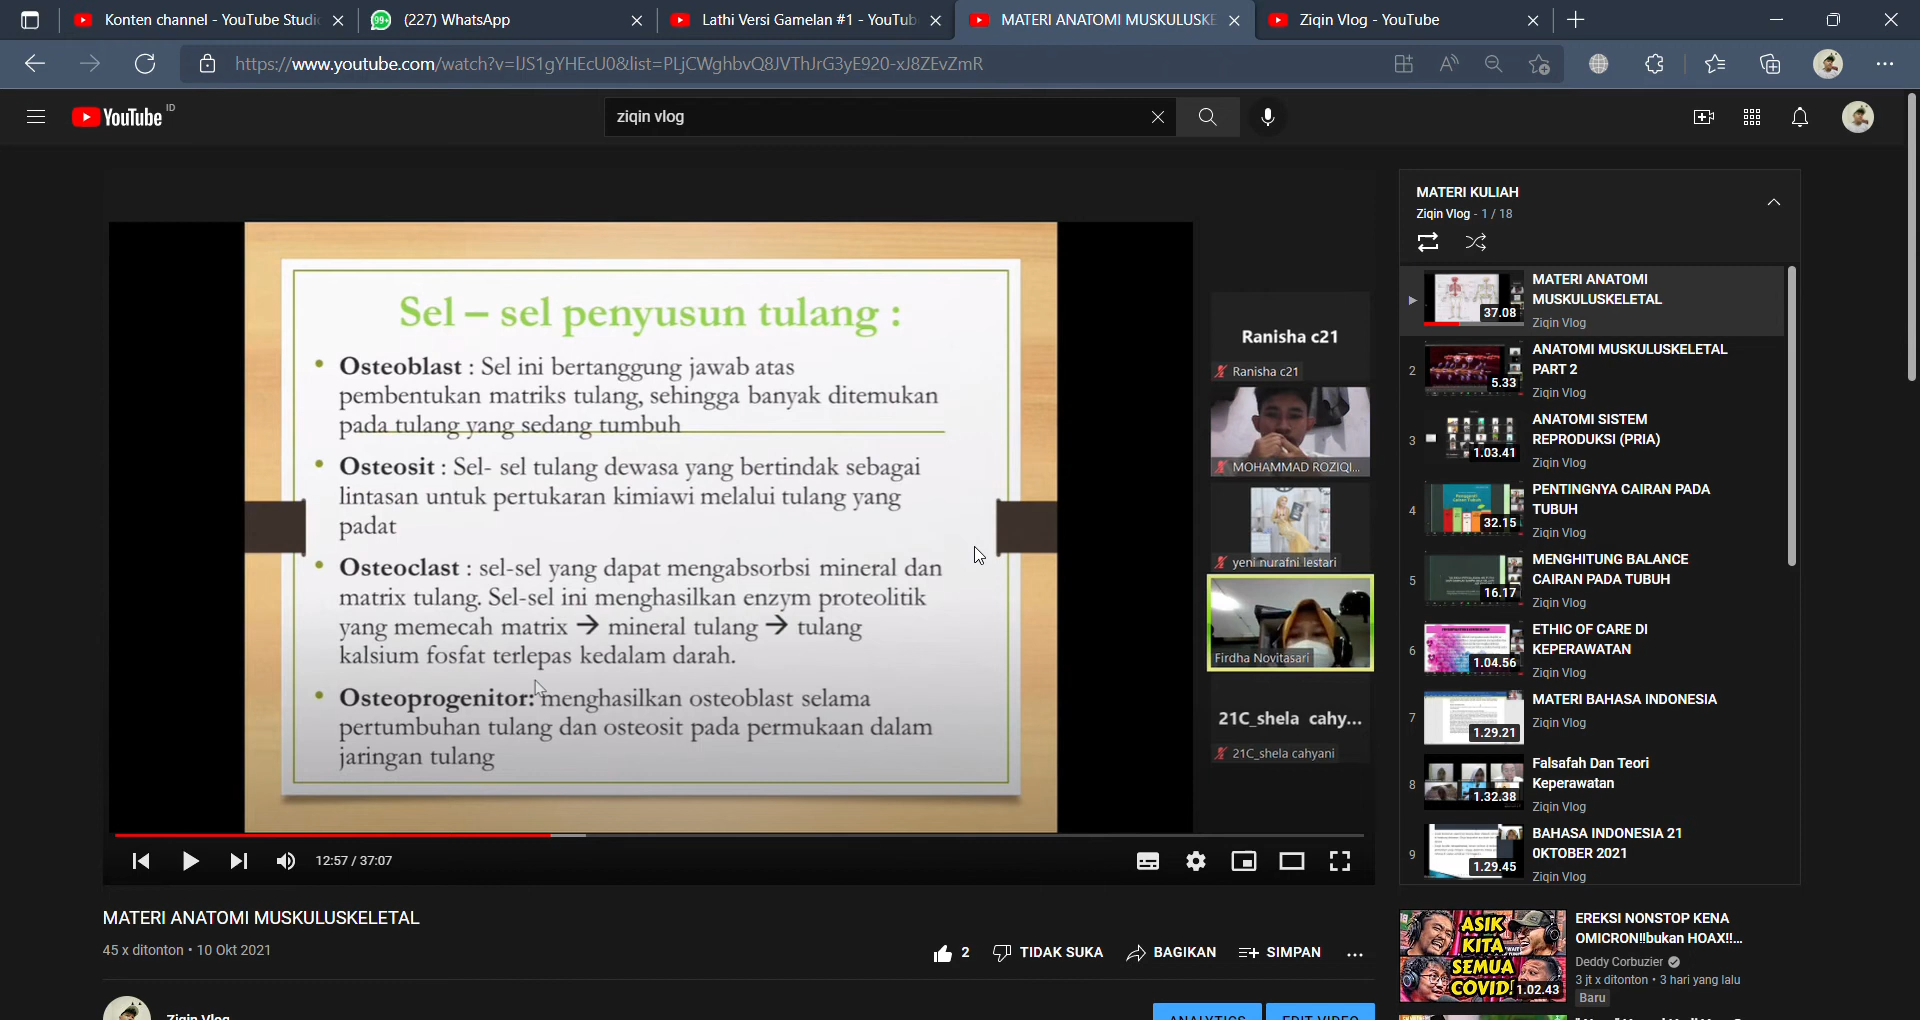 Konten channel - YouTube Studi
(227) WhatsApp
Lathi Versi Gamelan #1 - YouTub
MATERI ANATOMI MUSKULUSKE
Ziqin Vlog - YouTube
https://www.youtube.com/watch?v=lJS1gYHEcU0&list=PLjCWghbvQ8JVThJrG3yE920-xJ8ZEvZmR
YouTube ID
ziqin vlog
Sel – sel penyusun tulang :
• Osteoblast : Sel ini bertanggung jawab atas
pembentukan matriks tulang, sehingga banyak ditemukan
pada tulang yang sedang tumbuh
• Osteosit : Sel- sel tulang dewasa yang bertindak sebagai
lintasan untuk pertukaran kimiawi melalui tulang yang
padat
• Osteoclast : sel-sel yang dapat mengabsorbsi mineral dan
matrix tulang. Sel-sel ini menghasilkan enzym proteolitik
yang memecah matrix → mineral tulang → tulang
kalsium fosfat terlepas kedalam darah.
• Osteoprogenitor: menghasilkan osteoblast selama
pertumbuhan tulang dan osteosit pada permukaan dalam
jaringan tulang
Ranisha c21
Ranisha c21
MOHAMMAD ROZIQI...
yeni nurafni lestari
Firdha Novitasari
21C_shela cahy...
21C_shela cahyani
12:57 / 37:07
MATERI ANATOMI MUSKULUSKELETAL
45 x ditonton • 10 Okt 2021
2
TIDAK SUKA
BAGIKAN
SIMPAN
Ziqin Vlog
ANALYTICS
EDIT VIDEO
MATERI KULIAH
Ziqin Vlog - 1 / 18
37.08
MATERI ANATOMI
MUSKULUSKELETAL
Ziqin Vlog
2
5.33
ANATOMI MUSKULUSKELETAL
PART 2
Ziqin Vlog
3
1.03.41
ANATOMI SISTEM
REPRODUKSI (PRIA)
Ziqin Vlog
4
32.15
PENTINGNYA CAIRAN PADA
TUBUH
Ziqin Vlog
5
16.17
MENGHITUNG BALANCE
CAIRAN PADA TUBUH
Ziqin Vlog
6
1.04.56
ETHIC OF CARE DI
KEPERAWATAN
Ziqin Vlog
7
1.29.21
MATERI BAHASA INDONESIA
Ziqin Vlog
8
1.32.38
Falsafah Dan Teori
Keperawatan
Ziqin Vlog
9
1.29.45
BAHASA INDONESIA 21
0KTOBER 2021
Ziqin Vlog
ASIK
KITA
SEMUA
COVID!
1.02.43
EREKSI NONSTOP KENA
OMICRON!!bukan HOAX!!...
Deddy Corbuzier
3 jt x ditonton • 3 hari yang lalu
Baru